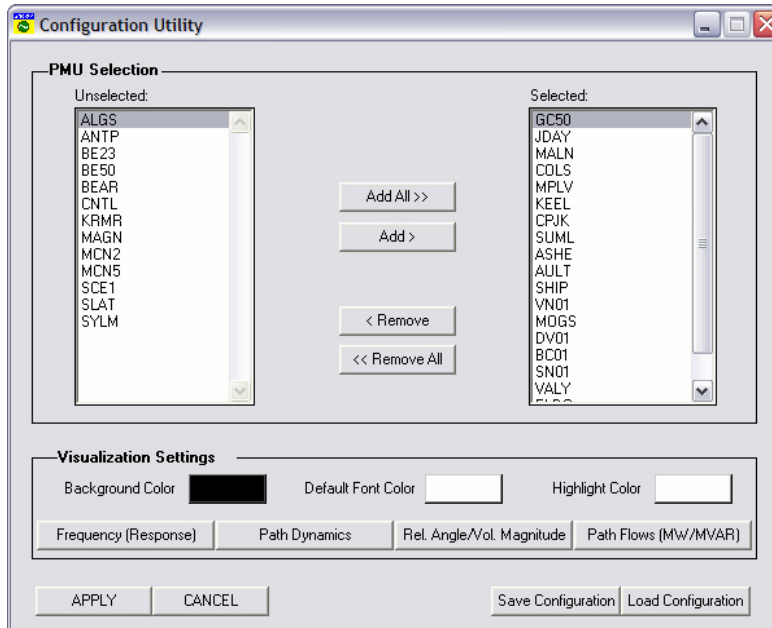 Configuration Utility
PMU Selection
Unselected:
ALGS
ANTP
BE23
BE50
BEAR
CNTL
KRMR
MAGN
MCN2
MCN5
SCE1
SLAT
SYLM
Add All >>
Add >
< Remove
<< Remove All
Selected:
GC50
JDAY
MALN
COLS
MPLV
KEEL
CPJK
SUML
ASHE
AULT
SHIP
VN01
MOGS
DV01
BC01
SN01
VALY
Visualization Settings
Background Color
Default Font Color
Highlight Color
Frequency (Response)
Path Dynamics
Rel. Angle/Vol. Magnitude
Path Flows (MW/MVAR)
APPLY
CANCEL
Save Configuration
Load Configuration